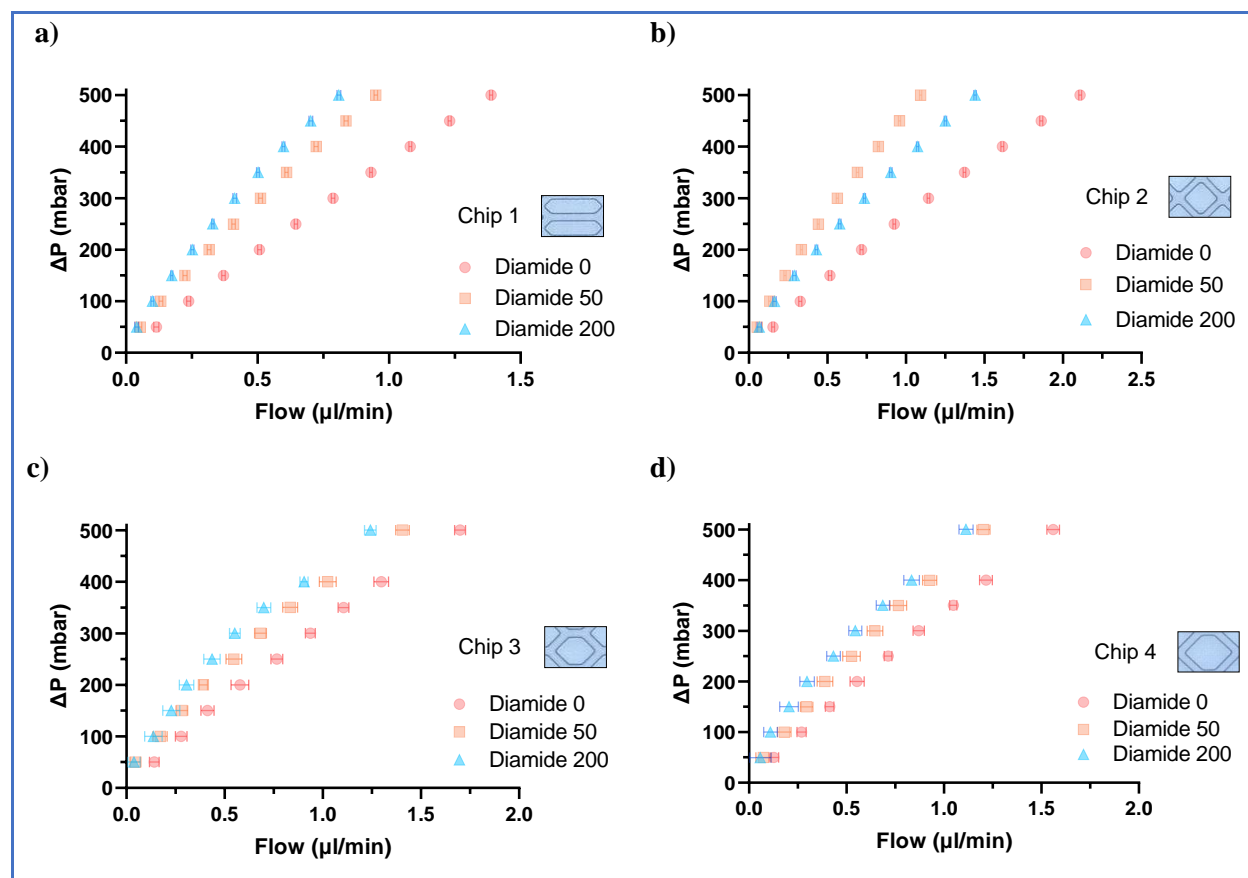 a)
500
400
300
200
100
0
ΔP (mbar)
0.0 0.5 1.0 1.5
Flow (μl/min)
Chip 1
Diamide 0
Diamide 50
Diamide 200
b)
500
400
300
200
100
0
ΔP (mbar)
0.0 0.5 1.0 1.5 2.0 2.5
Flow (μl/min)
Chip 2
Diamide 0
Diamide 50
Diamide 200
c)
500
400
300
200
100
0
ΔP (mbar)
0.0 0.5 1.0 1.5 2.0
Flow (μl/min)
Chip 3
Diamide 0
Diamide 50
Diamide 200
d)
500
400
300
200
100
0
ΔP (mbar)
0.0 0.5 1.0 1.5 2.0
Flow (μl/min)
Chip 4
Diamide 0
Diamide 50
Diamide 200